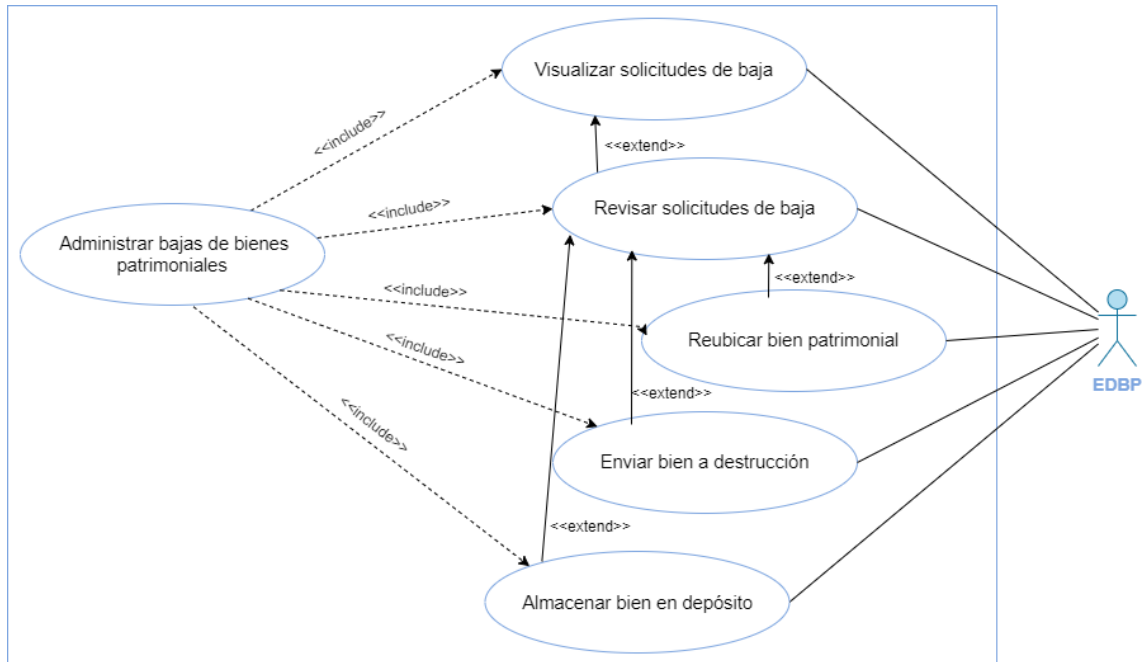 Visualizar solicitudes de baja
<<include>>
<<extend>>
Revisar solicitudes de baja
<<include>>
Administrar bajas de bienes
patrimoniales
<<extend>>
<<include>>
Reubicar bien patrimonial
<<include>>
EDBP
<<extend>>
<<include>>
Enviar bien a destrucción
<<extend>>
Almacenar bien en depósito